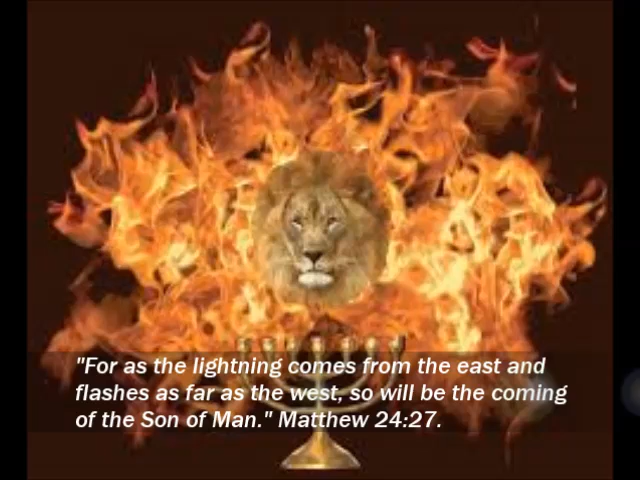 "For as the lightning comes from the east and
flashes as far as the west, so will be the coming
of the Son of Man." Matthew 24:27.